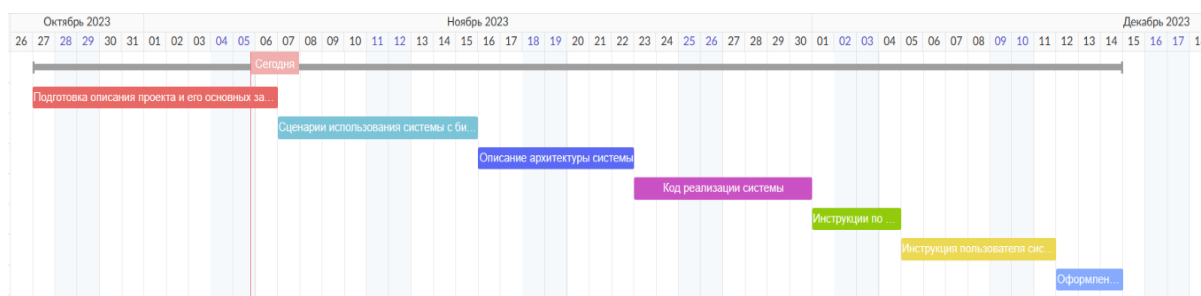 Октябрь 2023 Ноябрь 2023 Декабрь 2023
26 27 28 29 30 31 01 02 03 04 05 06 07 08 09 10 11 12 13 14 15 16 17 18 19 20 21 22 23 24 25 26 27 28 29 30 01 02 03 04 05 06 07 08 09 10 11 12 13 14 15 16 17
Сегодня
Подготовка описания проекта и его основных за...
Сценарии использования системы с би...
Описание архитектуры системы
Код реализации системы
Инструкции по ...
Инструкция пользователя сис...
Оформлен...